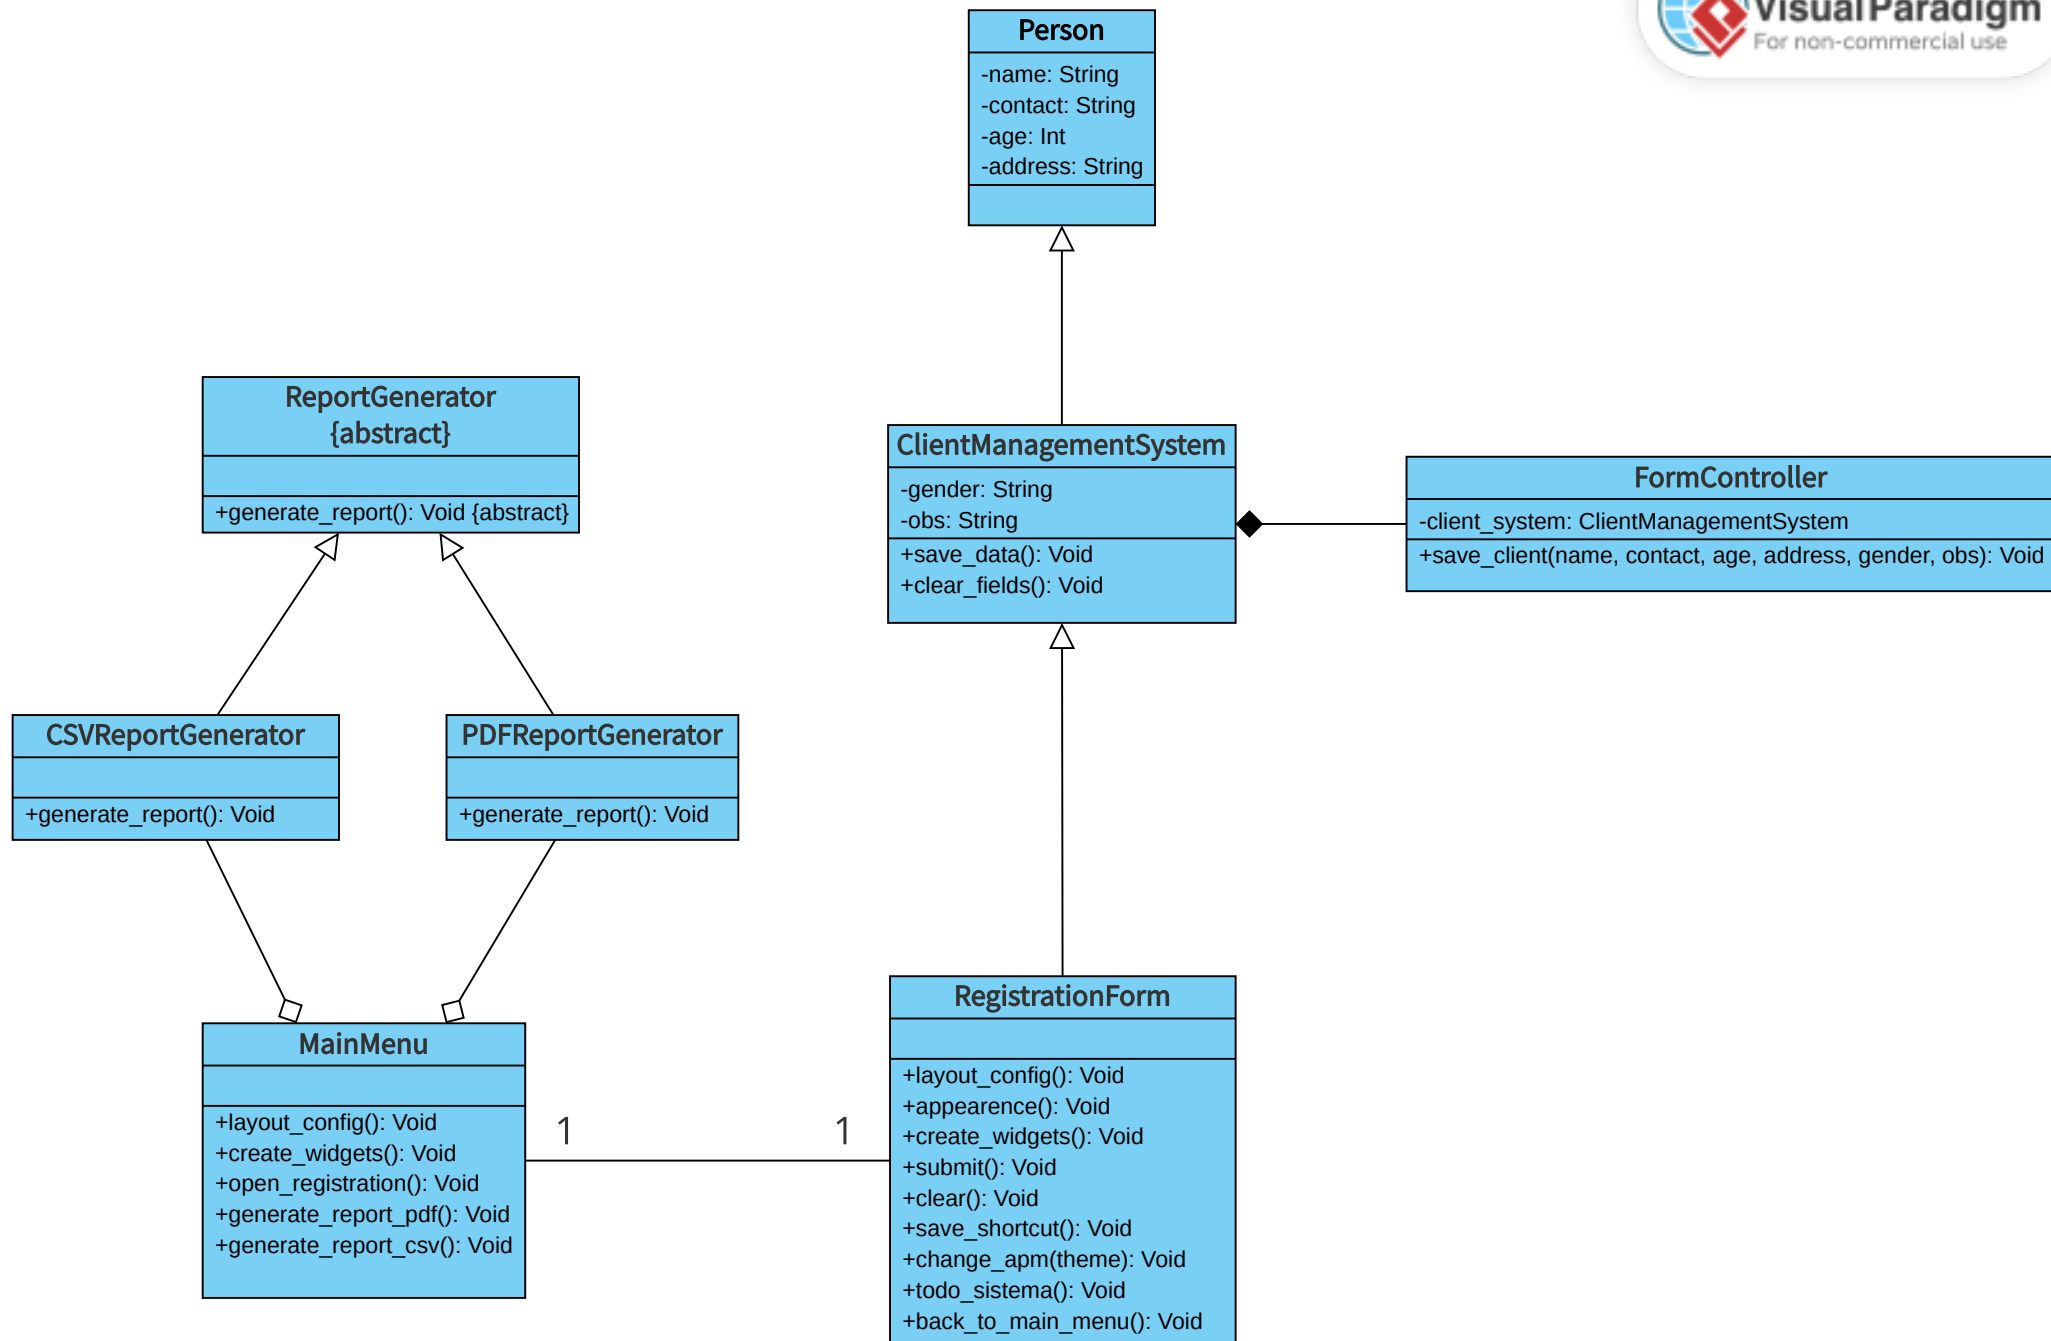 VisualParadigm
For non-commercial use
Person
-name: String
-contact: String
-age: Int
-address: String
ReportGenerator
{abstract}
+generate_report(): Void {abstract}
ClientManagementSystem
-gender: String
-obs: String
+save_data(): Void
+clear_fields(): Void
FormController
-client_system: ClientManagementSystem
+save_client(name, contact, age, address, gender, obs): Void
CSVReportGenerator
+generate_report(): Void
PDFReportGenerator
+generate_report(): Void
MainMenu
+layout_config(): Void
+create_widgets(): Void
+open_registration(): Void
+generate_report_pdf(): Void
+generate_report_csv(): Void
1
1
RegistrationForm
+layout_config(): Void
+appearence(): Void
+create_widgets(): Void
+submit(): Void
+clear(): Void
+save_shortcut(): Void
+change_apm(theme): Void
+todo_sistema(): Void
+back_to_main_menu(): Void